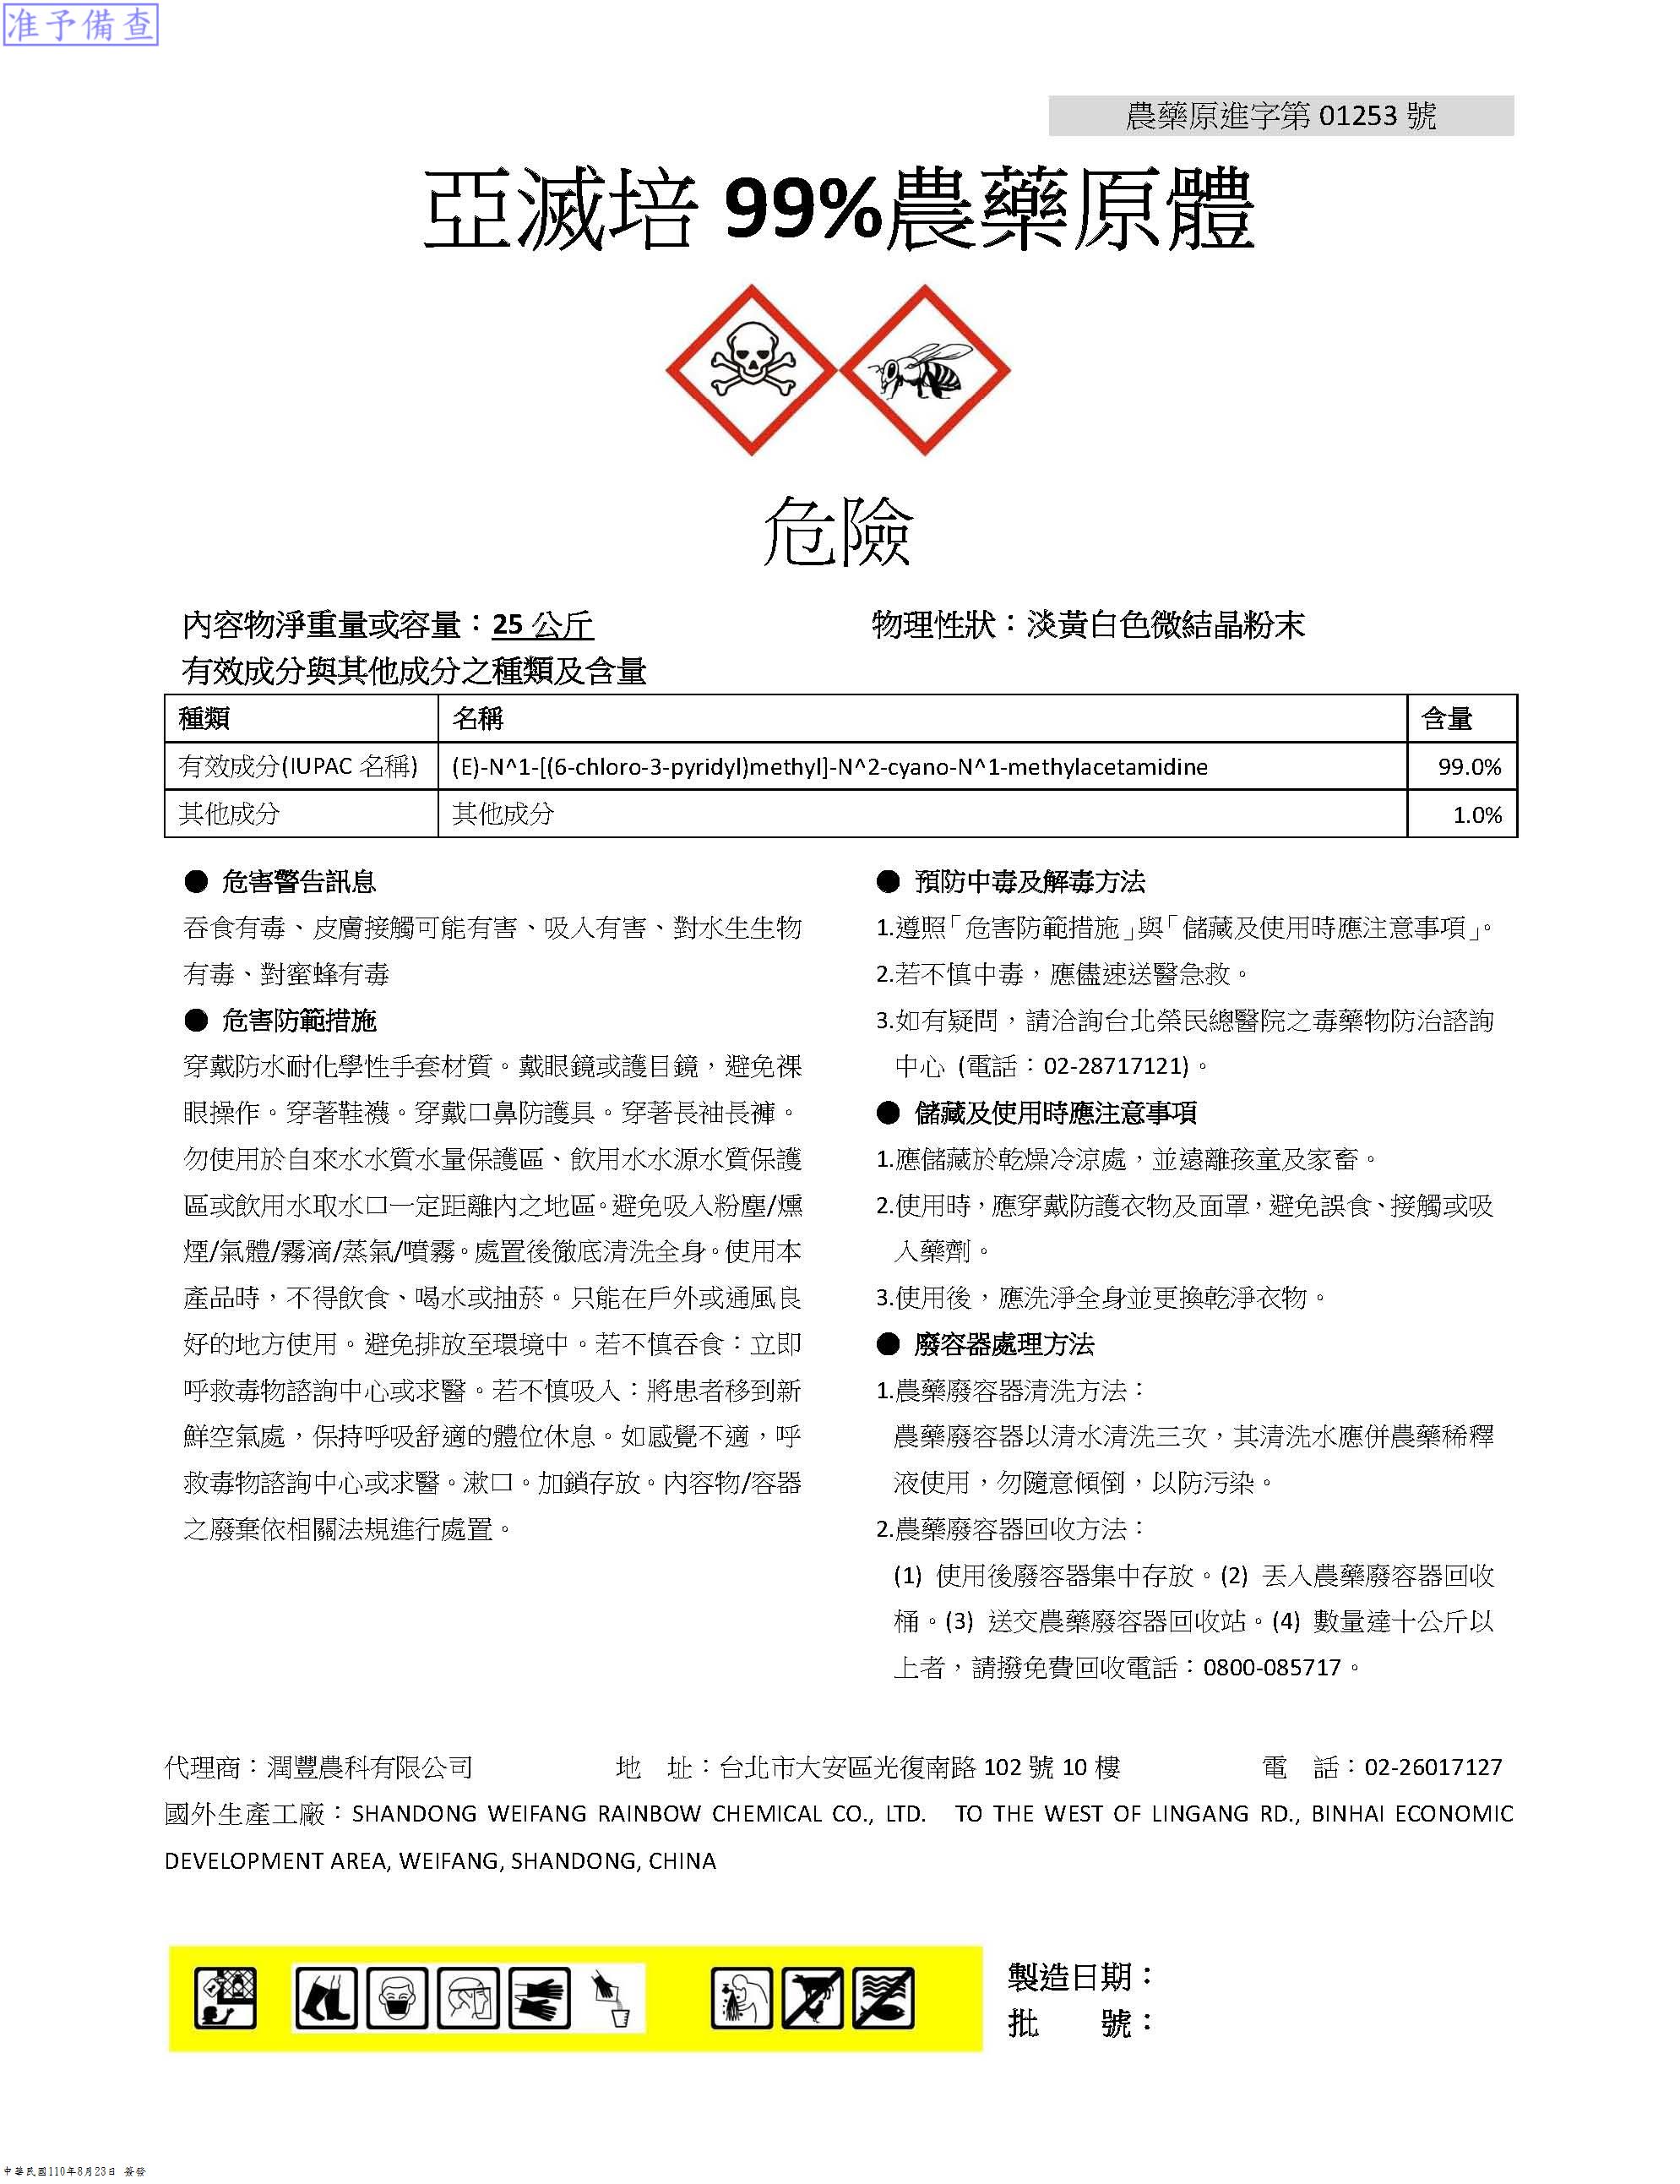 准予備查
農藥原進字第 01253 號
亞滅培 99%農藥原體
危險
內容物淨重量或容量：25 公斤
物理性狀：淡黃白色微結晶粉末
有效成分與其他成分之種類及含量
種類 名稱 含量
有效成分(IUPAC 名稱) (E)-N^1-[(6-chloro-3-pyridyl)methyl]-N^2-cyano-N^1-methylacetamidine 99.0%
其他成分 其他成分 1.0%
● 危害警告訊息
吞食有毒、皮膚接觸可能有害、吸入有害、對水生生物
有毒、對蜜蜂有毒
● 危害防範措施
穿戴防水耐化學性手套材質。戴眼鏡或護目鏡，避免裸
眼操作。穿著鞋襪。穿戴口鼻防護具。穿著長袖長褲。
勿使用於自來水水質水量保護區、飲用水水源水質保護
區或飲用水取水口一定距離內之地區。避免吸入粉塵/燻
煙/氣體/霧滴/蒸氣/噴霧。處置後徹底清洗全身。使用本
產品時，不得飲食、喝水或抽菸。只能在戶外或通風良
好的地方使用。避免排放至環境中。若不慎吞食：立即
呼救毒物諮詢中心或求醫。若不慎吸入：將患者移到新
鮮空氣處，保持呼吸舒適的體位休息。如感覺不適，呼
救毒物諮詢中心或求醫。漱口。加鎖存放。內容物/容器
之廢棄依相關法規進行處置。
● 預防中毒及解毒方法
1.遵照「危害防範措施」與「儲藏及使用時應注意事項」。
2.若不慎中毒，應儘速送醫急救。
3.如有疑問，請洽詢台北榮民總醫院之毒藥物防治諮詢
中心 (電話：02-28717121)。
● 儲藏及使用時應注意事項
1.應儲藏於乾燥冷涼處，並遠離孩童及家畜。
2.使用時，應穿戴防護衣物及面罩，避免誤食、接觸或吸
入藥劑。
3.使用後，應洗淨全身並更換乾淨衣物。
● 廢容器處理方法
1.農藥廢容器清洗方法：
農藥廢容器以清水清洗三次，其清洗水應併農藥稀釋
液使用，勿隨意傾倒，以防污染。
2.農藥廢容器回收方法：
(1) 使用後廢容器集中存放。(2) 丟入農藥廢容器回收
桶。(3) 送交農藥廢容器回收站。(4) 數量達十公斤以
上者，請撥免費回收電話：0800-085717。
代理商：潤豐農科有限公司 地 址：台北市大安區光復南路 102 號 10 樓 電 話：02-26017127
國外生產工廠：SHANDONG WEIFANG RAINBOW CHEMICAL CO., LTD. TO THE WEST OF LINGANG RD., BINHAI ECONOMIC
DEVELOPMENT AREA, WEIFANG, SHANDONG, CHINA
製造日期：
批 號：
中華民國110年8月23日 簽發